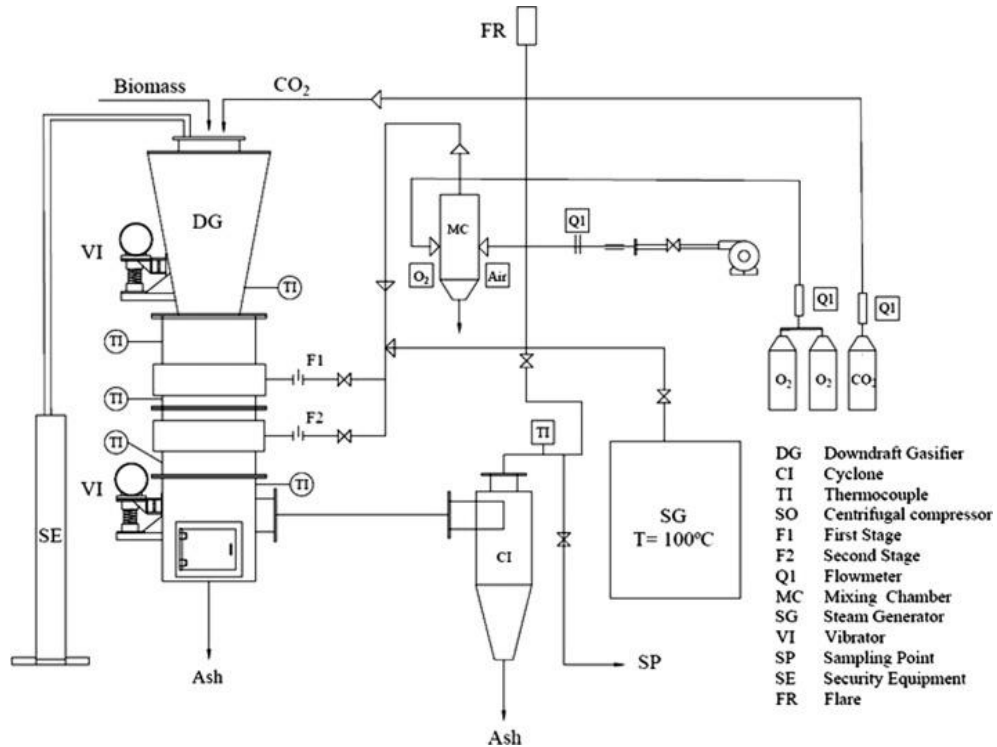 FR
Biomass
CO₂
DG
VI
TI
TI
TI
TI
TI
VI
SE
Ash
F1
F2
MC
O₂
Air
Q1
Q1
Q1
O₂
O₂
CO₂
TI
CI
SG
T= 100ºC
SP
Ash
DG Downdraft Gasifier
CI Cyclone
TI Thermocouple
SO Centrifugal compressor
F1 First Stage
F2 Second Stage
Q1 Flowmeter
MC Mixing Chamber
SG Steam Generator
VI Vibrator
SP Sampling Point
SE Security Equipment
FR Flare